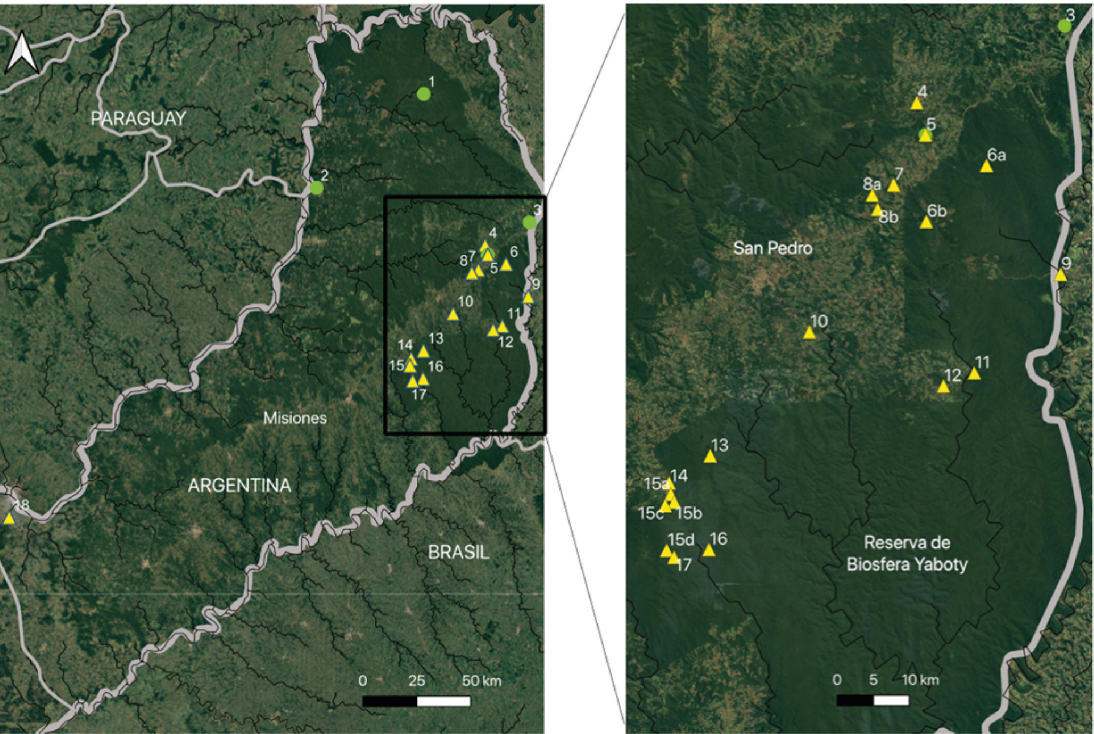 PARAGUAY
1
2
3
4
5
6
7
8
9
10
11
12
13
14
15
16
17
Misiones
ARGENTINA
18
BRASIL
0 25 50 km
3
4
5
6a
7
8a
8b
6b
San Pedro
9
10
11
12
13
14
15a
15b
15c
15d
16
17
Reserva de
Biosfera Yaboty
0 5 10 km